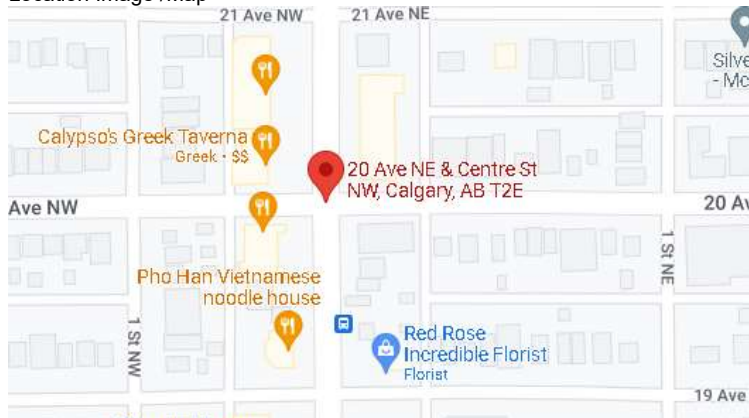 21 Ave NW
21 Ave NE
Silve
- Mc
Calypso's Greek Taverna
Greek · $$
20 Ave NE & Centre St
NW, Calgary, AB T2E
Ave NW
20 Av
1 St NE
Pho Han Vietnamese
noodle house
1 St NW
Red Rose
Incredible Florist
Florist
19 Ave